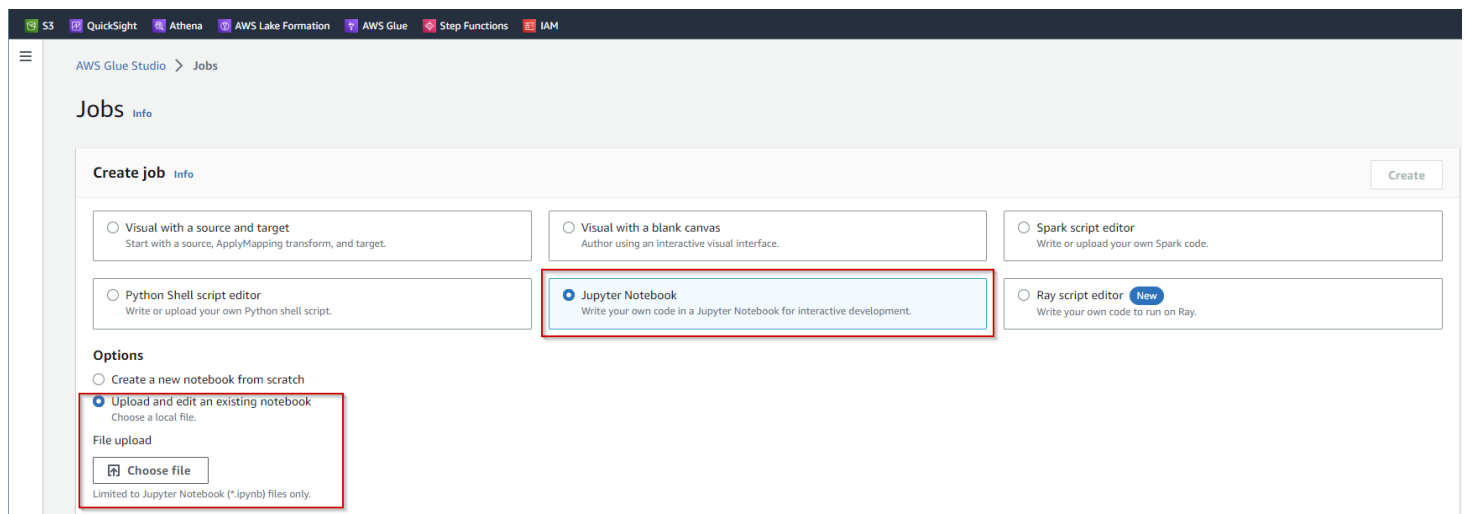 S3 QuickSight Athena AWS Lake Formation AWS Glue Step Functions IAM
AWS Glue Studio > Jobs
Jobs Info
Create job Info
Create
Visual with a source and target
Start with a source, ApplyMapping transform, and target.
Visual with a blank canvas
Author using an interactive visual interface.
Spark script editor
Write or upload your own Spark code.
Python Shell script editor
Write or upload your own Python shell script.
Jupyter Notebook
Write your own code in a Jupyter Notebook for interactive development.
Ray script editor New
Write your own code to run on Ray.
Options
Create a new notebook from scratch
Upload and edit an existing notebook
Choose a local file.
File upload
Choose file
Limited to Jupyter Notebook (*.ipynb) files only.